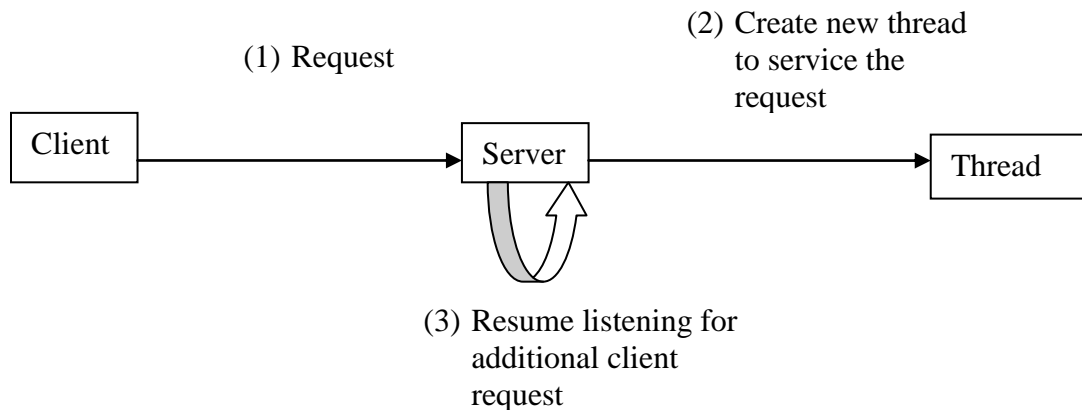 (1) Request
(2) Create new thread
to service the
request
Client
Server
Thread
(3) Resume listening for
additional client
request